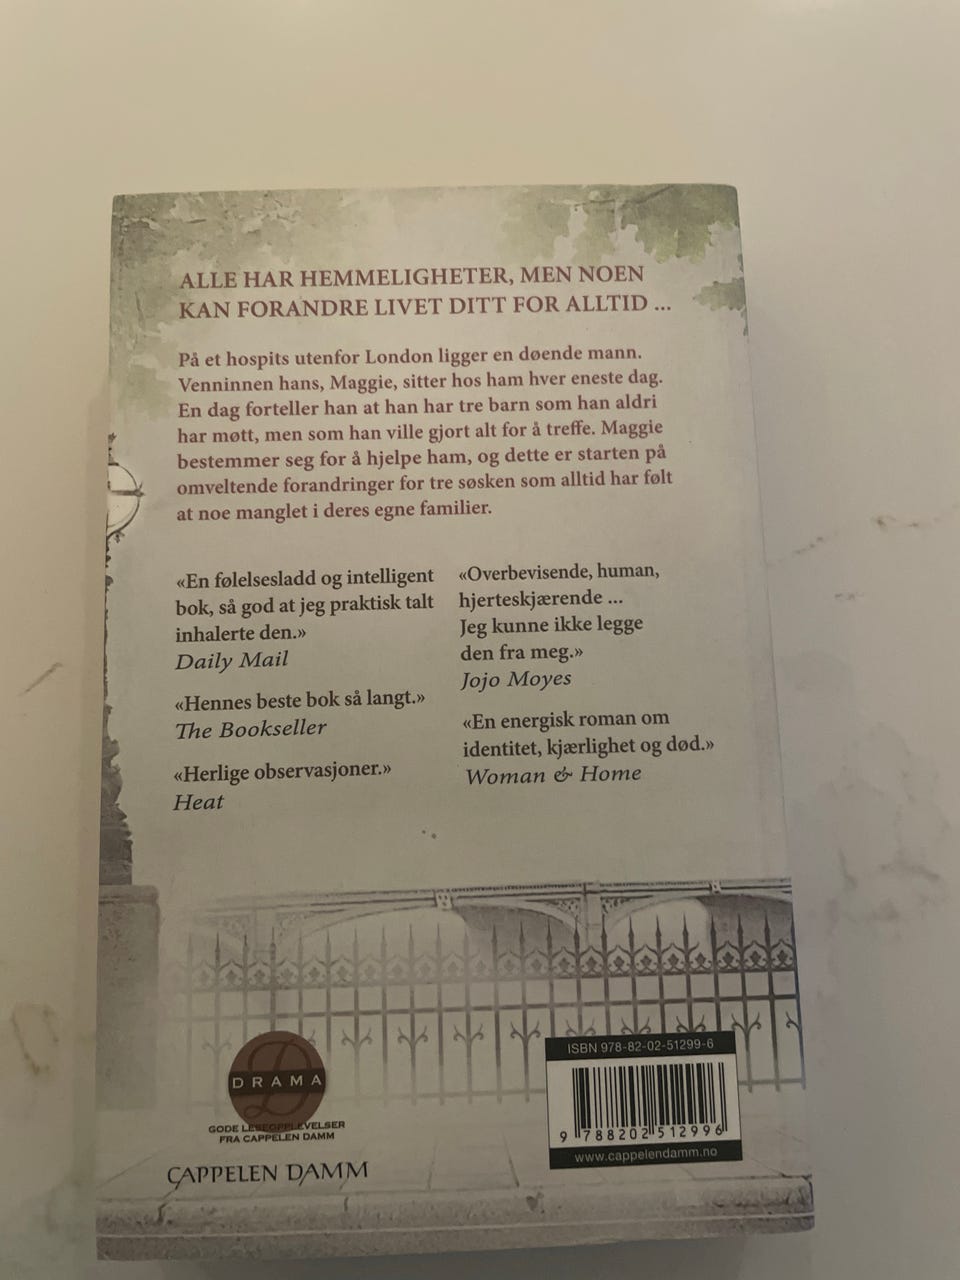 ALLE HAR HEMMELIGHETER, MEN NOEN
KAN FORANDRE LIVET DITT FOR ALLTID ...
På et hospits utenfor London ligger en døende mann.
Venninnen hans, Maggie, sitter hos ham hver eneste dag.
En dag forteller han at han har tre barn som han aldri
har møtt, men som han ville gjort alt for å treffe. Maggie
bestemmer seg for å hjelpe ham, og dette er starten på
omveltende forandringer for tre søsken som alltid har følt
at noe manglet i deres egne familier.
«En følelsesladd og intelligent
bok, så god at jeg praktisk talt
inhalerte den.»
Daily Mail
«Hennes beste bok så langt.»
The Bookseller
«Herlige observasjoner.»
Heat
«Overbevisende, human,
hjerteskjærende ...
Jeg kunne ikke legge
den fra meg.»
Jojo Moyes
«En energisk roman om
identitet, kjærlighet og død.»
Woman & Home
D
DRAMA
GODE LESEOPPLEVELSER
FRA CAPPELEN DAMM
CAPPELEN DAMM
ISBN 978-82-02-51299-6
9 788202 512996
www.cappelendamm.no